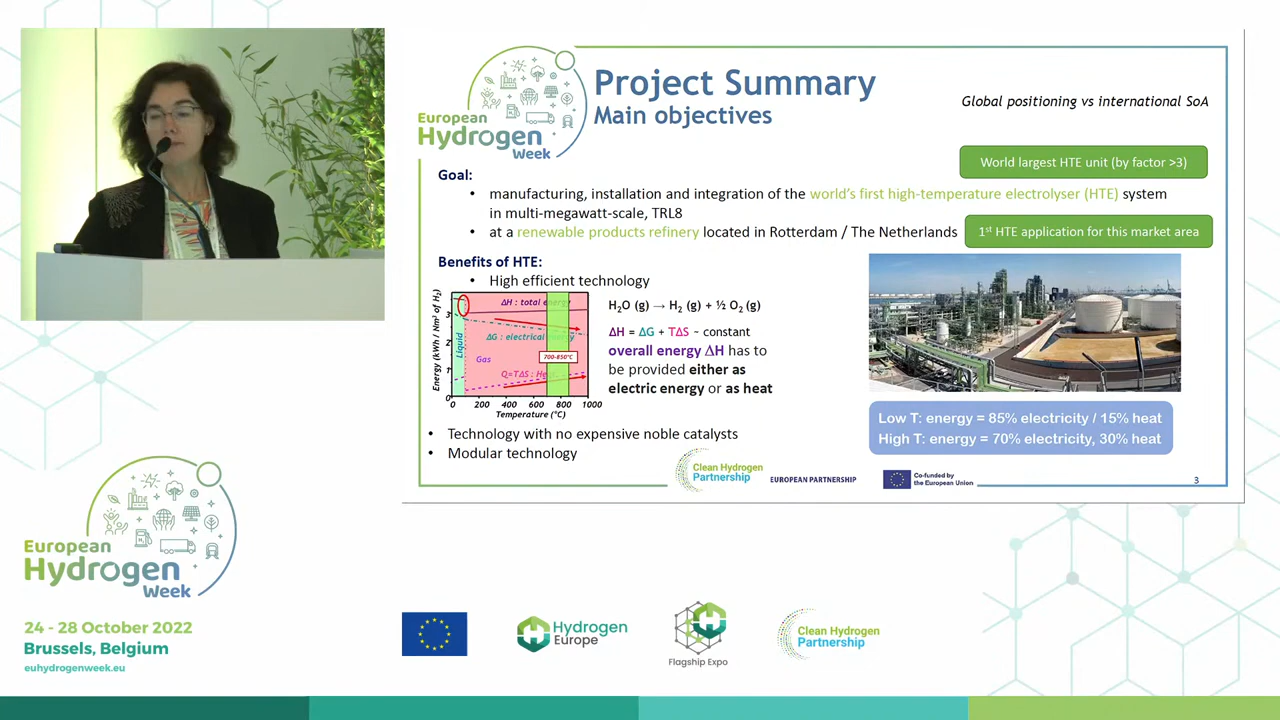 European
Hydrogen
Week
Project Summary
Main objectives
Global positioning vs international SoA
World largest HTE unit (by factor >3)
Goal:
• manufacturing, installation and integration of the world's first high-temperature electrolyser (HTE) system
in multi-megawatt-scale, TRL8
• at a renewable products refinery located in Rotterdam / The Netherlands
1st HTE application for this market area
Benefits of HTE:
• High efficient technology
Energy (kWh / Nm³ of H₂)
3
2
1
0
Liquid
Gas
ΔH : total energy
ΔG : electrical energy
700-850°C
Q=TΔS : Heat
0 200 400 600 800 1000
Temperature (°C)
H₂O (g) → H₂ (g) + ½ O₂ (g)
ΔH = ΔG + TΔS - constant
overall energy ΔH has to
be provided either as
electric energy or as heat
Low T: energy = 85% electricity / 15% heat
High T: energy = 70% electricity, 30% heat
• Technology with no expensive noble catalysts
• Modular technology
Clean Hydrogen
Partnership
EUROPEAN PARTNERSHIP
Co-funded by
the European Union
3
European
Hydrogen
Week
24 - 28 October 2022
Brussels, Belgium
euhydrogenweek.eu
Hydrogen
Europe
Flagship Expo
Clean Hydrogen
Partnership